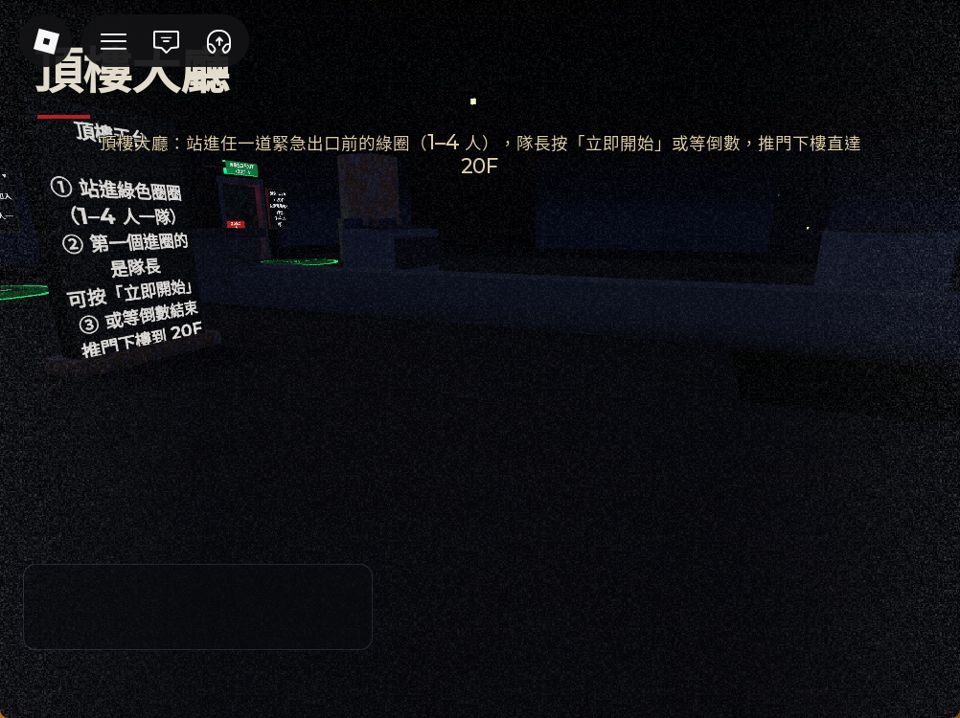 頂樓大廳
頂樓平台
頂樓大廳：站進任一道緊急出口前的綠圈（1–4 人），隊長按「立即開始」或等倒數，推門下樓直達
20F
① 站進綠色圈圈
（1–4 人一隊）
② 第一個進圈的
是隊長
可按「立即開始」
③ 或等倒數結束
推門下樓到 20F